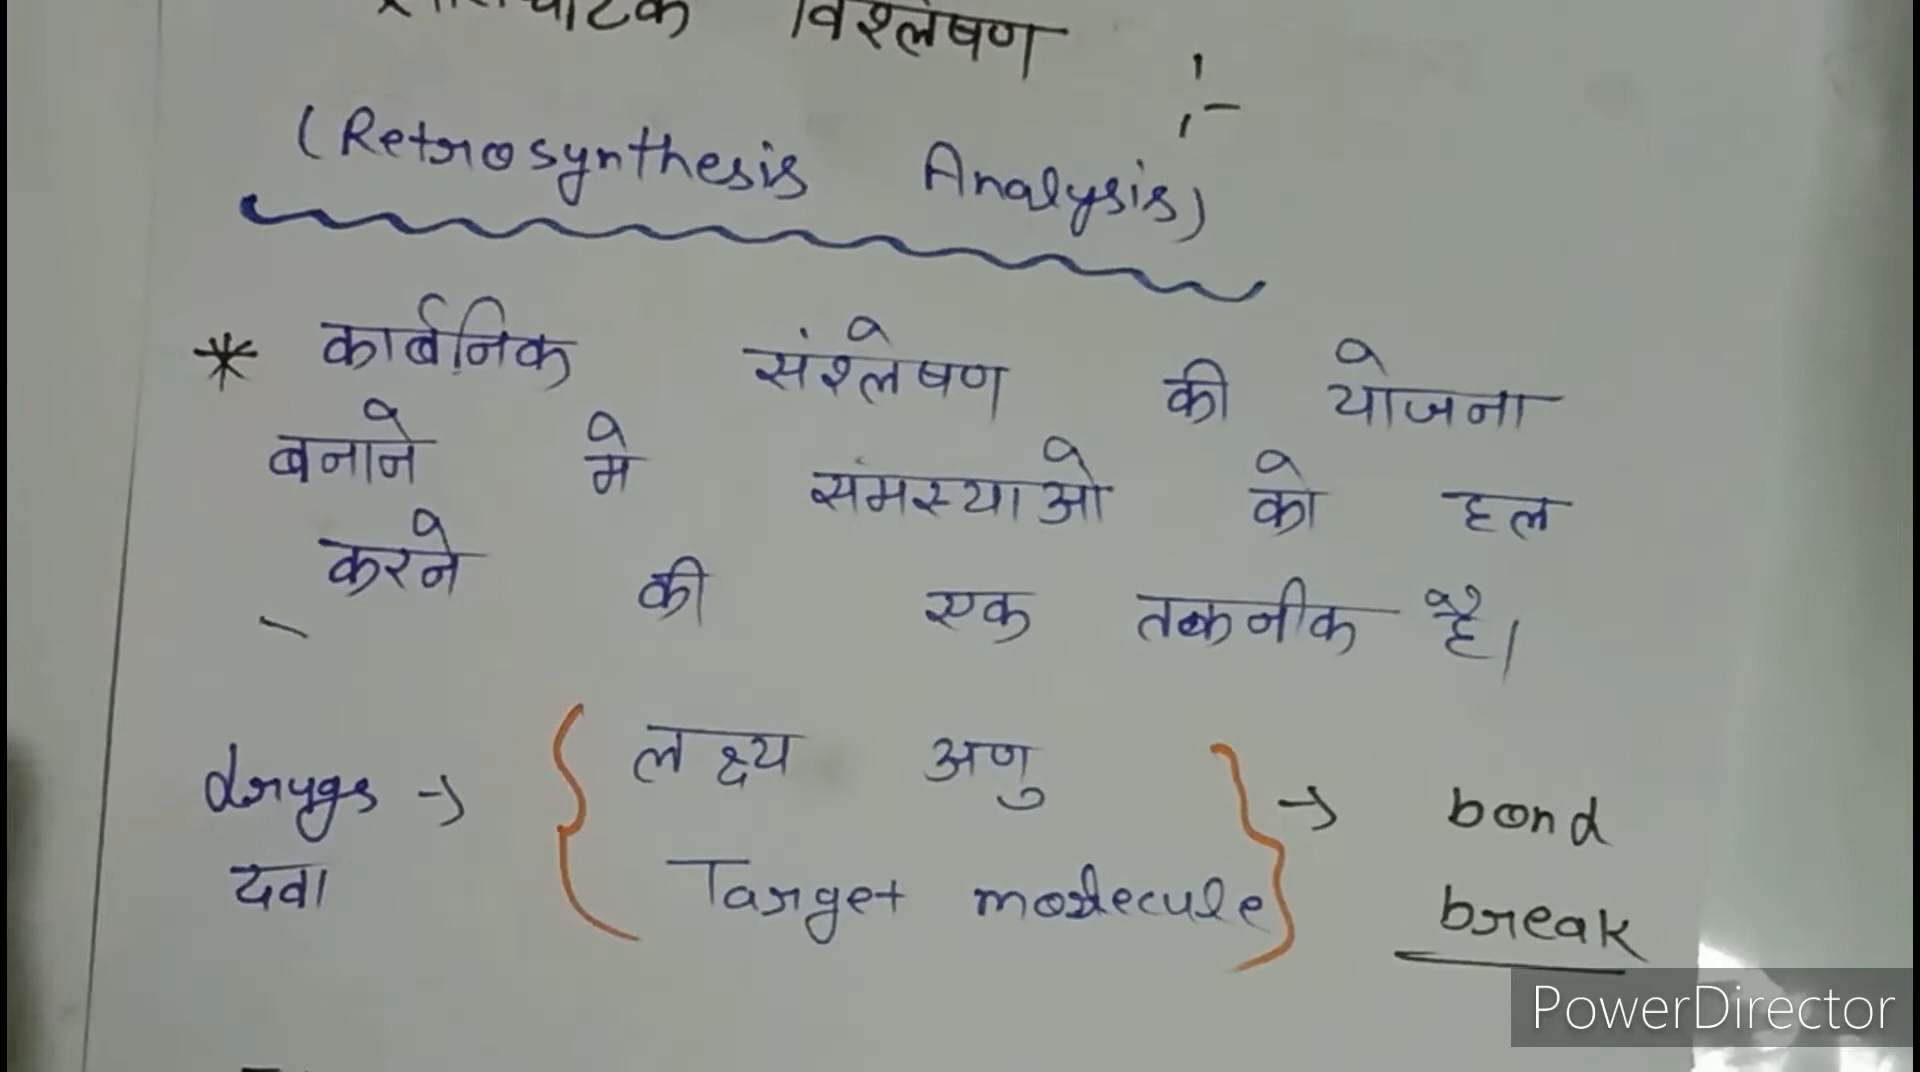 विश्लेषण :-
(Retrosynthesis Analysis)
* कार्बनिक संश्लेषण की योजना
बनाने मे समस्याओ को हल
करने की एक तकनीक है।
drugs → { लक्ष्य अणु } → bond
दवा Target molecule break
PowerDirector